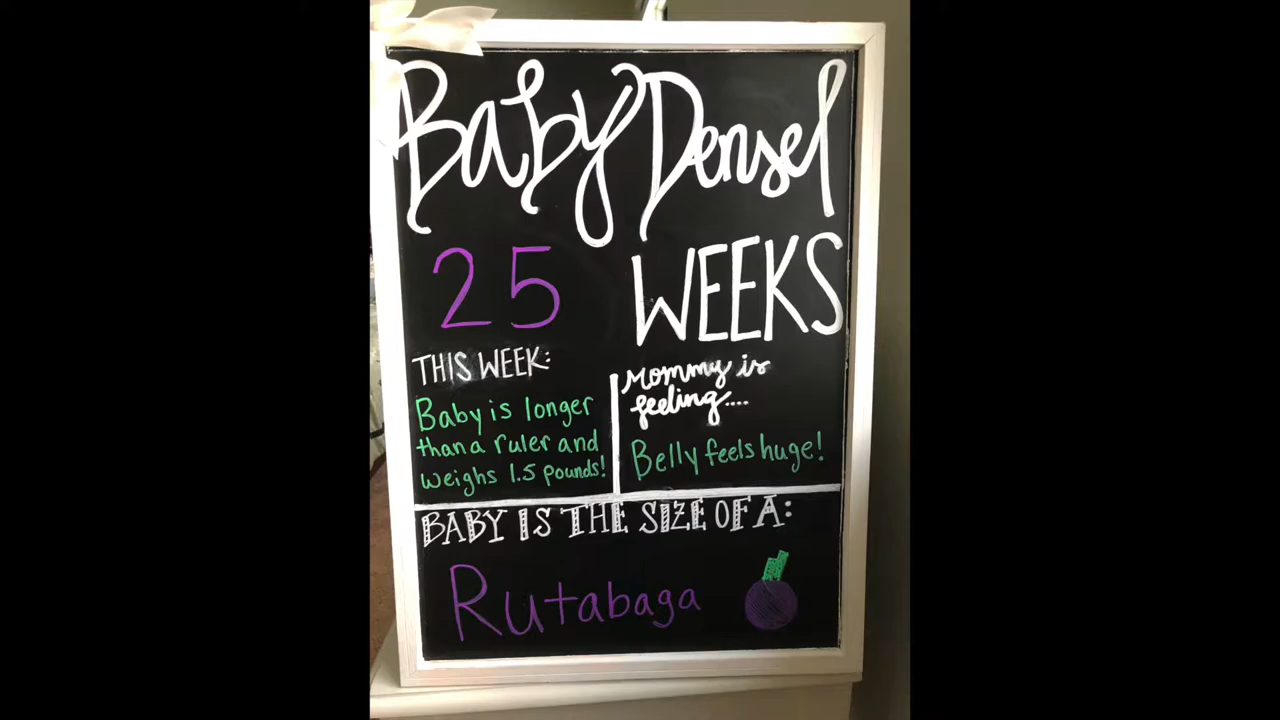 Baby Densel
25 WEEKS
THIS WEEK:
Baby is longer
than a ruler and
weighs 1.5 pounds!
Mommy is
feeling....
Belly feels huge!
BABY IS THE SIZE OF A:
Rutabaga